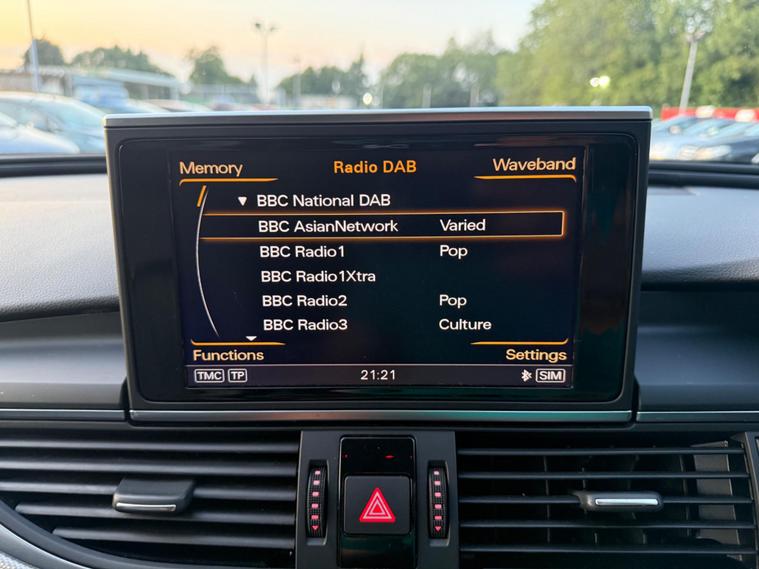 Memory Radio DAB Waveband
BBC National DAB
BBC AsianNetwork Varied
BBC Radio1 Pop
BBC Radio1Xtra
BBC Radio2 Pop
BBC Radio3 Culture
Functions Settings
TMC TP 21:21 SIM